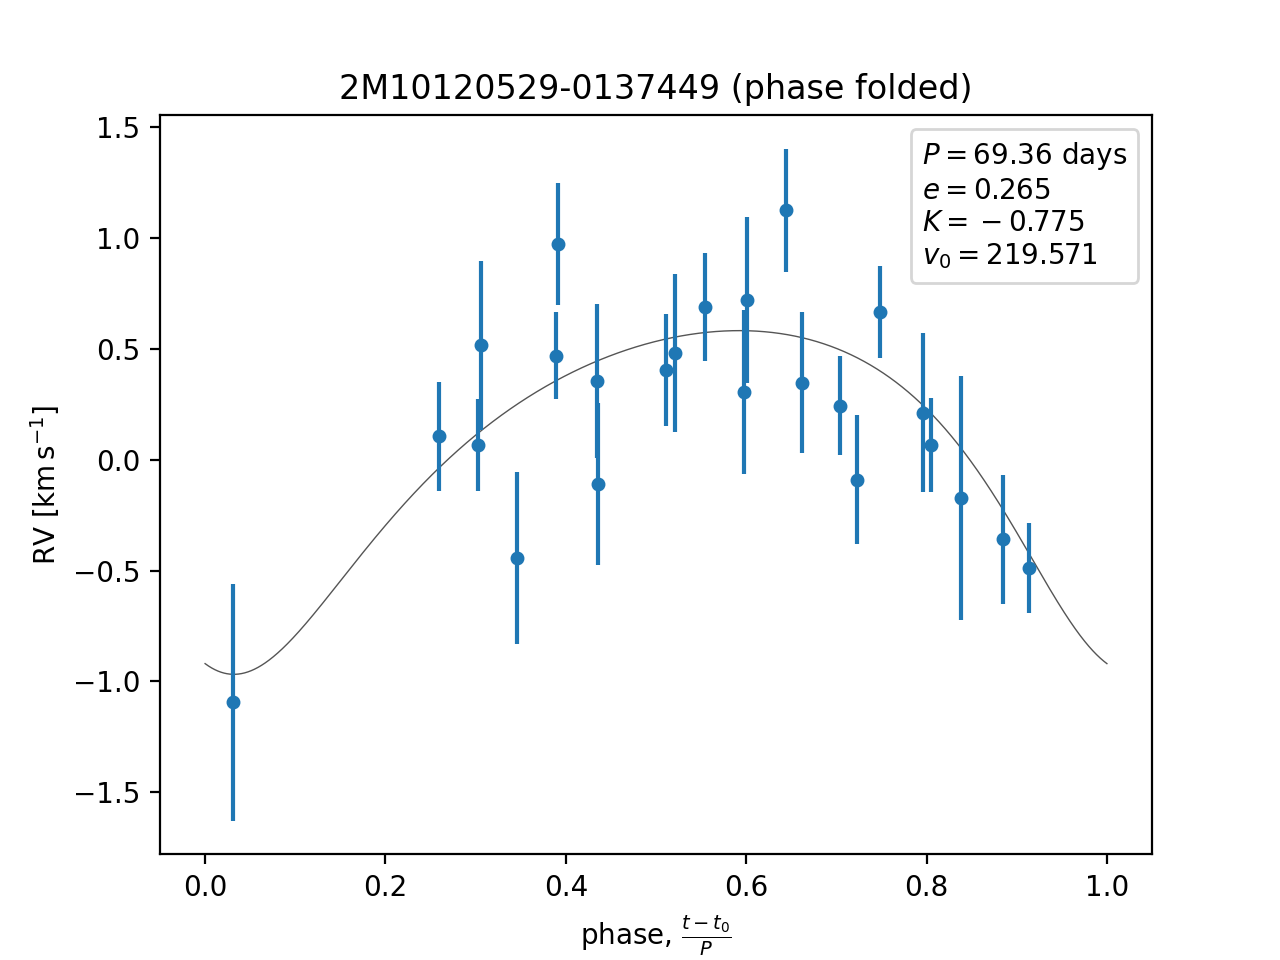 2M10120529-0137449 (phase folded)
P = 69.36 days
e = 0.265
K = −0.775
v₀ = 219.571
RV [km s⁻¹]
1.5
1.0
0.5
0.0
−0.5
−1.0
−1.5
0.0 0.2 0.4 0.6 0.8 1.0
phase, (t − t₀)/P